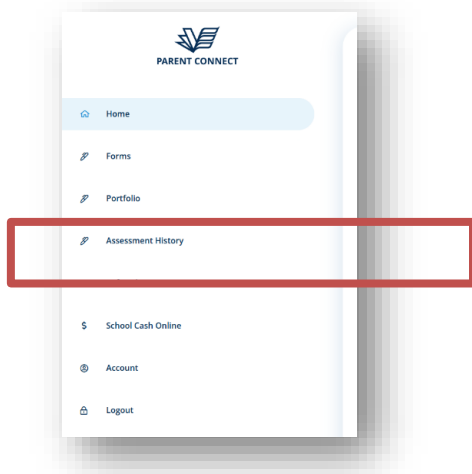 PARENT CONNECT
Home
Forms
Portfolio
Assessment History
$ School Cash Online
Account
Logout